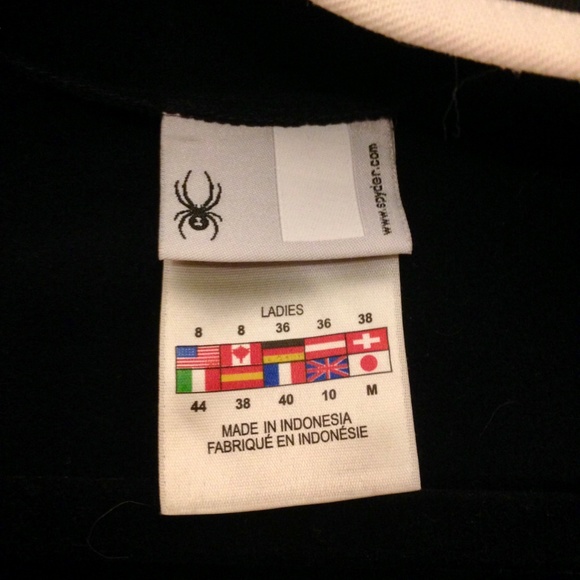 www.spyder.com
LADIES
8 8 36 36 38
44 38 40 10 M
MADE IN INDONESIA
FABRIQUÉ EN INDONÉSIE